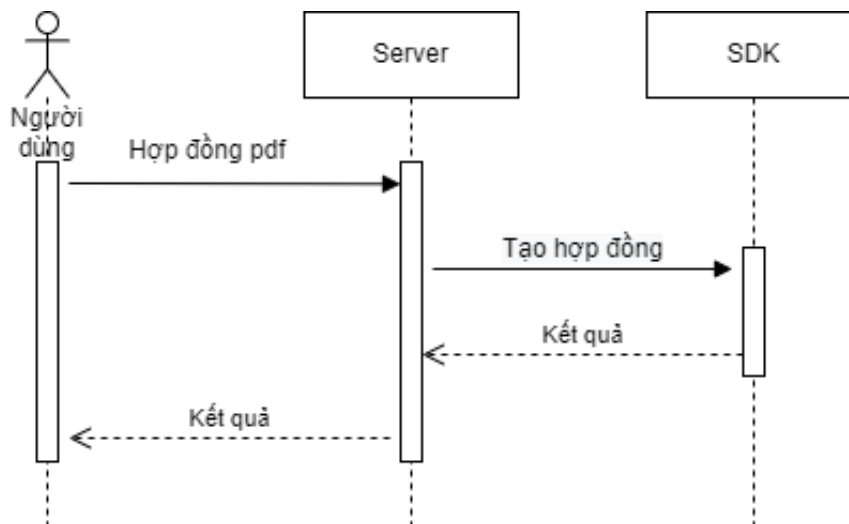 Server
SDK
Người
dùng
Hợp đồng pdf
Tạo hợp đồng
Kết quả
Kết quả